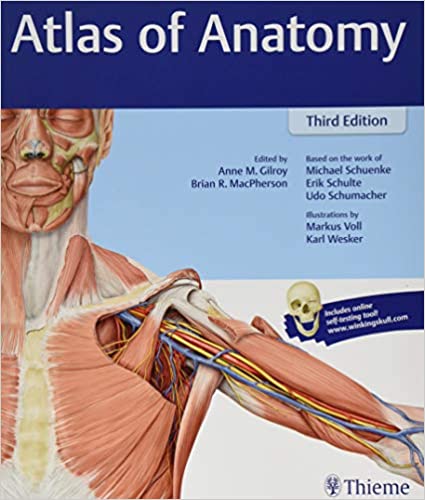 Atlas of Anatomy
Third Edition
Edited by
Anne M. Gilroy
Brian R. MacPherson
Based on the work of
Michael Schuenke
Erik Schulte
Udo Schumacher
Illustrations by
Markus Voll
Karl Wesker
Includes online
self-testing tool!
www.winkingskull.com
Thieme